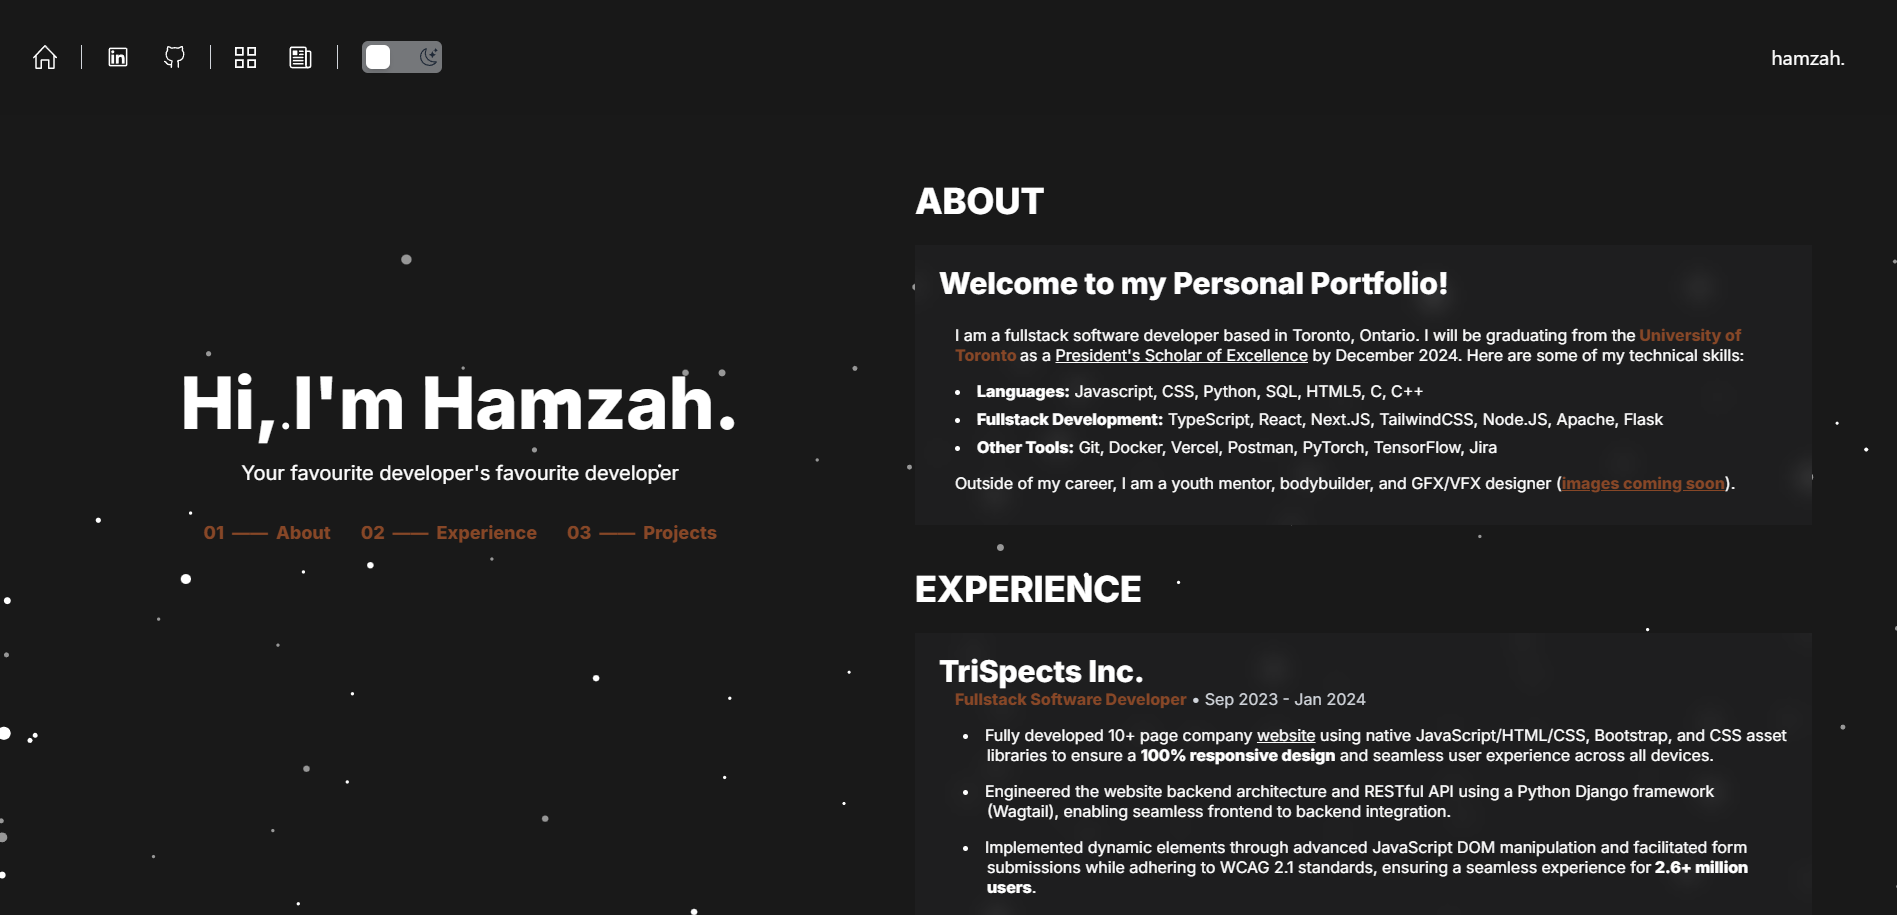 hamzah.
Hi, I'm Hamzah.
Your favourite developer's favourite developer
01 —— About 02 —— Experience 03 —— Projects
ABOUT
Welcome to my Personal Portfolio!
I am a fullstack software developer based in Toronto, Ontario. I will be graduating from the University of
Toronto as a President's Scholar of Excellence by December 2024. Here are some of my technical skills:
• Languages: Javascript, CSS, Python, SQL, HTML5, C, C++
• Fullstack Development: TypeScript, React, Next.JS, TailwindCSS, Node.JS, Apache, Flask
• Other Tools: Git, Docker, Vercel, Postman, PyTorch, TensorFlow, Jira
Outside of my career, I am a youth mentor, bodybuilder, and GFX/VFX designer (images coming soon).
EXPERIENCE
TriSpects Inc.
Fullstack Software Developer • Sep 2023 - Jan 2024
• Fully developed 10+ page company website using native JavaScript/HTML/CSS, Bootstrap, and CSS asset
libraries to ensure a 100% responsive design and seamless user experience across all devices.
• Engineered the website backend architecture and RESTful API using a Python Django framework
(Wagtail), enabling seamless frontend to backend integration.
• Implemented dynamic elements through advanced JavaScript DOM manipulation and facilitated form
submissions while adhering to WCAG 2.1 standards, ensuring a seamless experience for 2.6+ million
users.